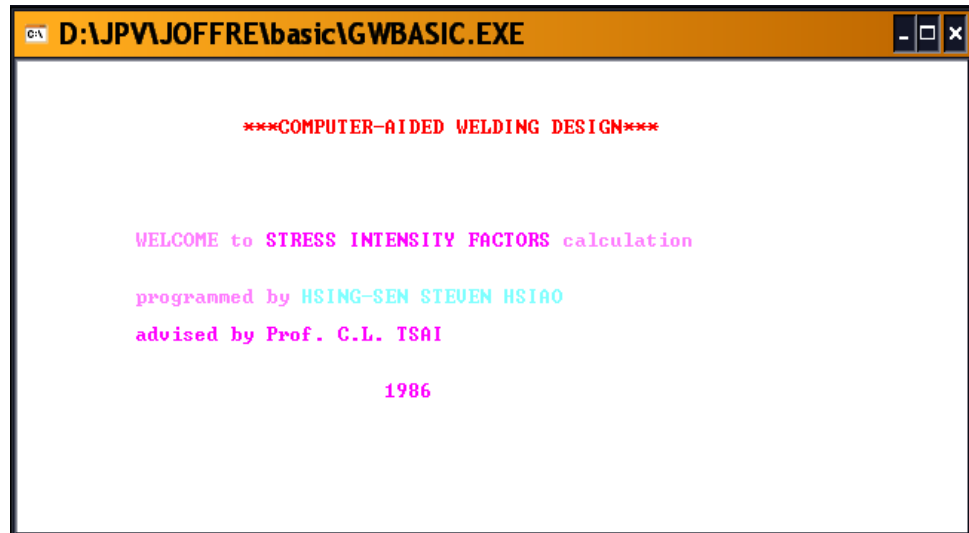 D:\JPV\JOFFRE\basic\GWBASIC.EXE
***COMPUTER-AIDED WELDING DESIGN***
WELCOME to STRESS INTENSITY FACTORS calculation
programmed by HSING-SEN STEVEN HSIAO
advised by Prof. C.L. TSAI
1986